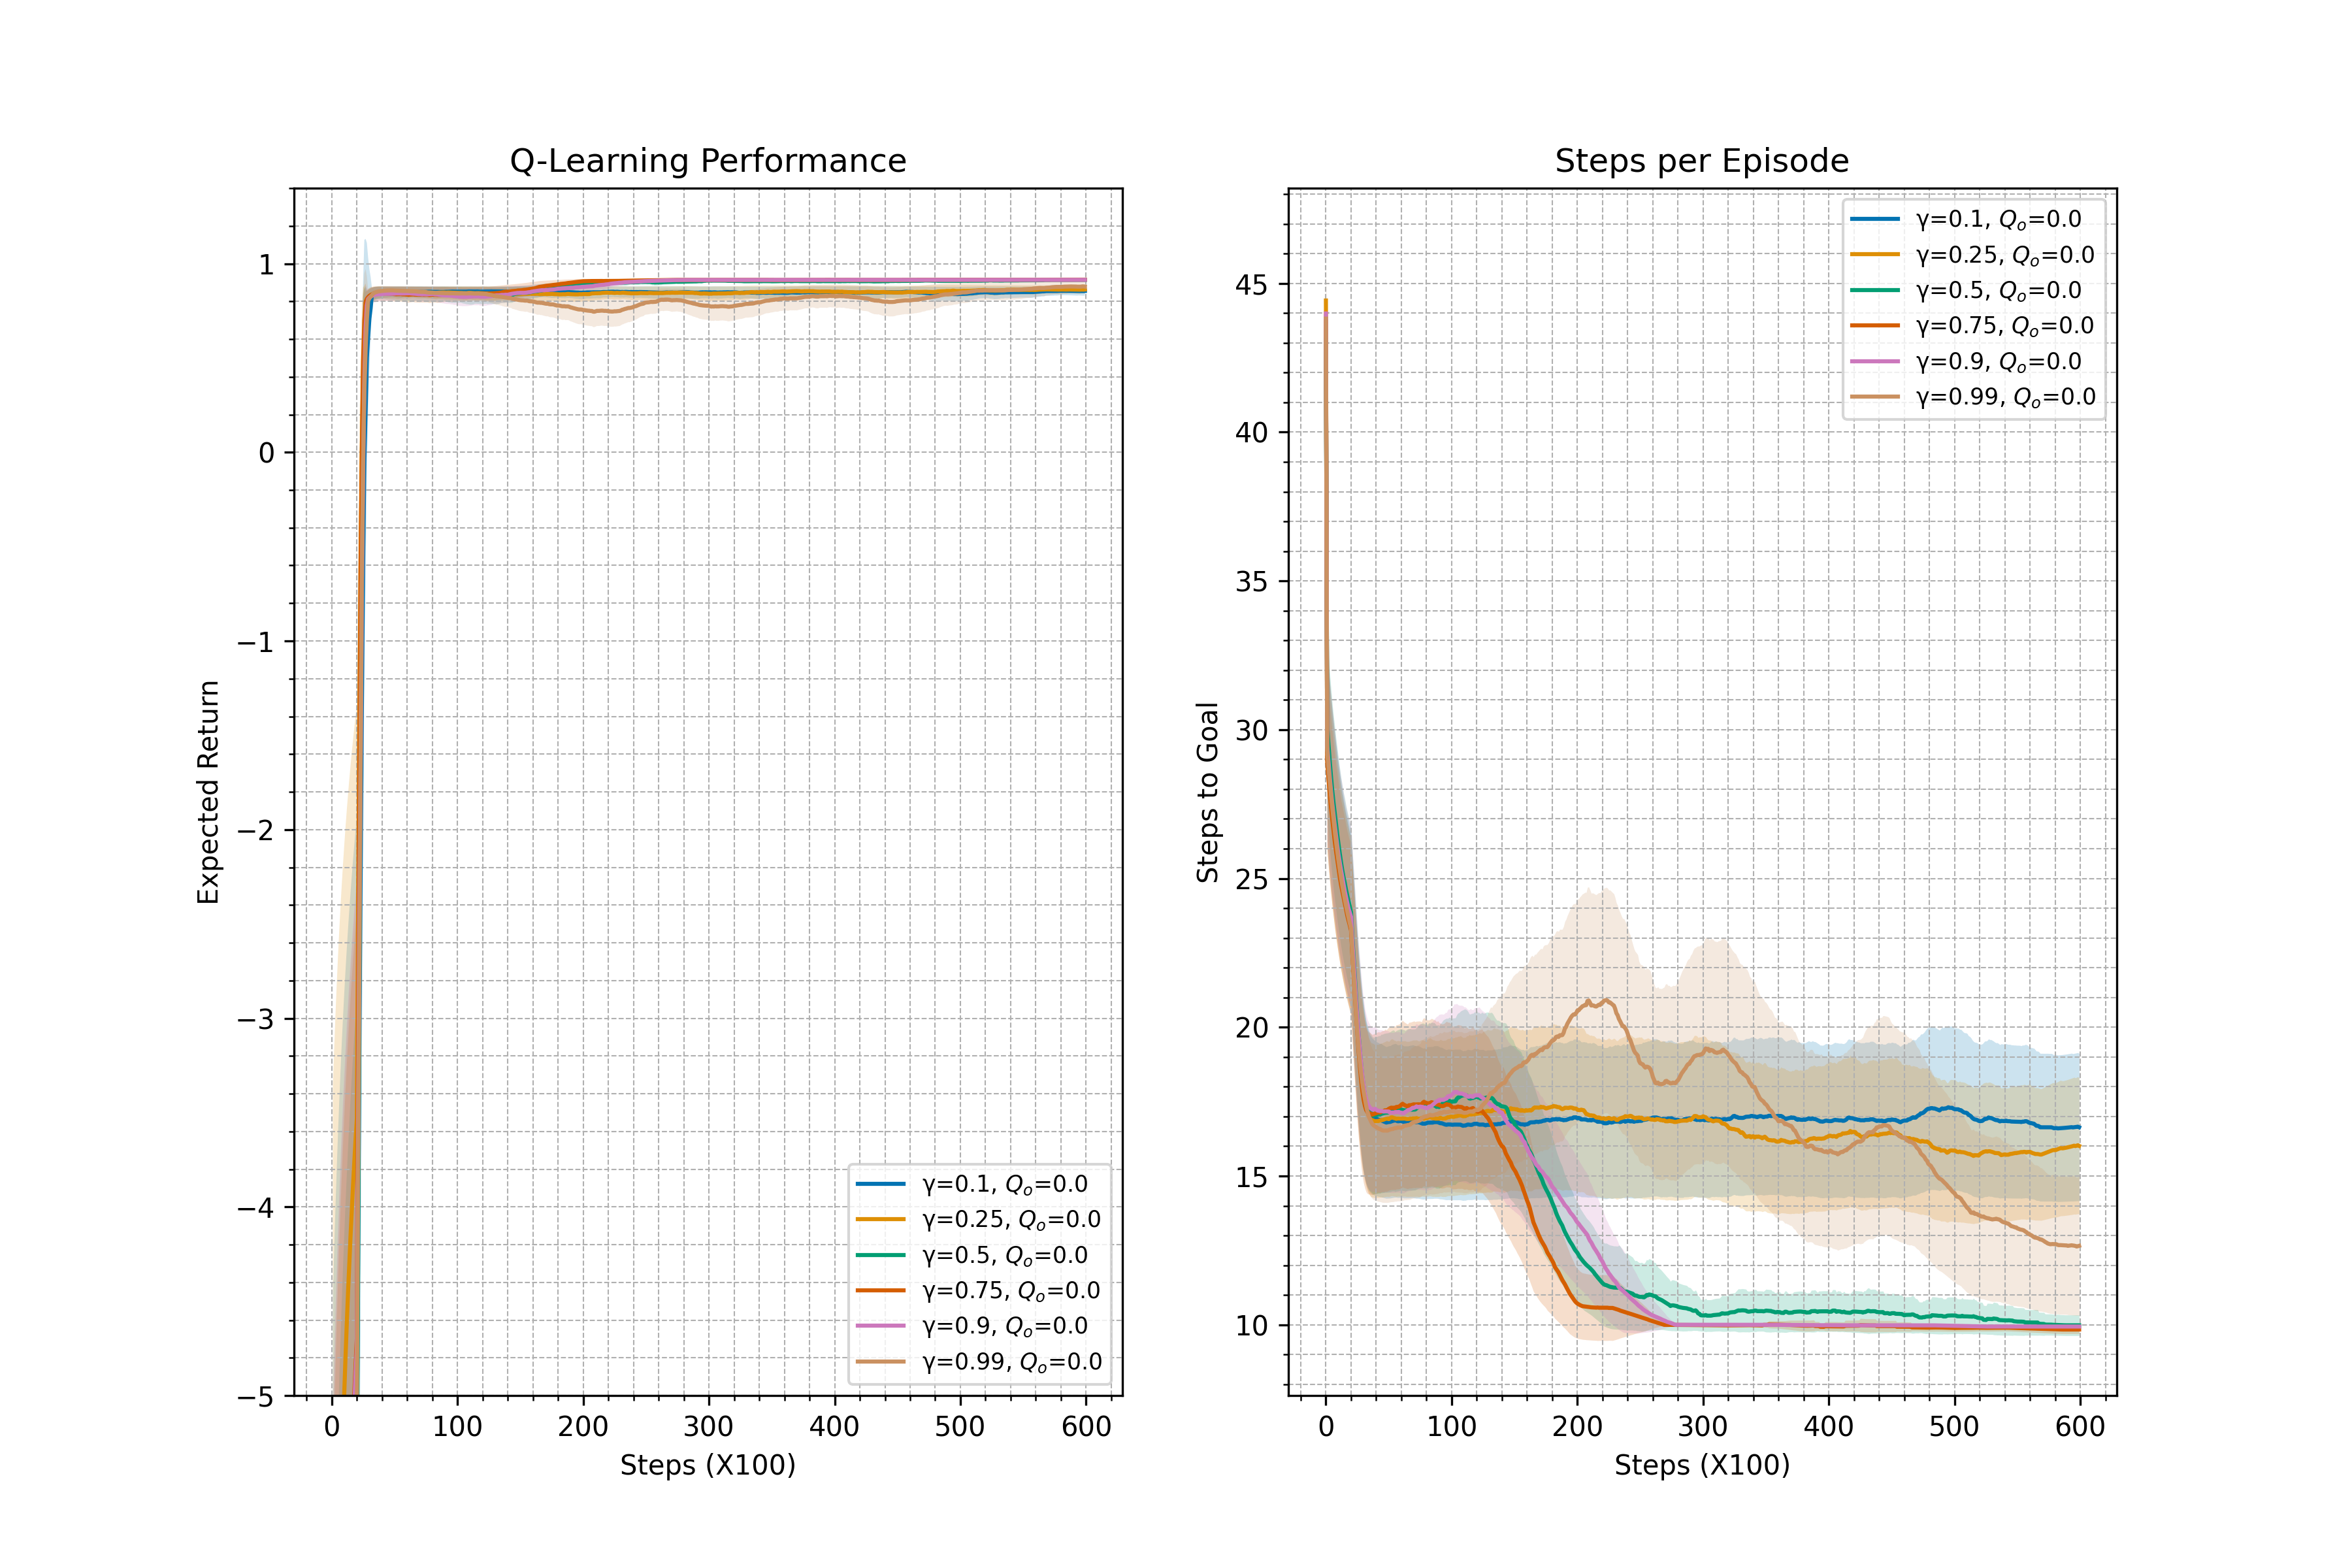 Q-Learning Performance
Expected Return
1
0
−1
−2
−3
−4
−5
0 100 200 300 400 500 600
Steps (X100)
γ=0.1, Qₒ=0.0
γ=0.25, Qₒ=0.0
γ=0.5, Qₒ=0.0
γ=0.75, Qₒ=0.0
γ=0.9, Qₒ=0.0
γ=0.99, Qₒ=0.0
Steps per Episode
Steps to Goal
45
40
35
30
25
20
15
10
0 100 200 300 400 500 600
Steps (X100)
γ=0.1, Qₒ=0.0
γ=0.25, Qₒ=0.0
γ=0.5, Qₒ=0.0
γ=0.75, Qₒ=0.0
γ=0.9, Qₒ=0.0
γ=0.99, Qₒ=0.0